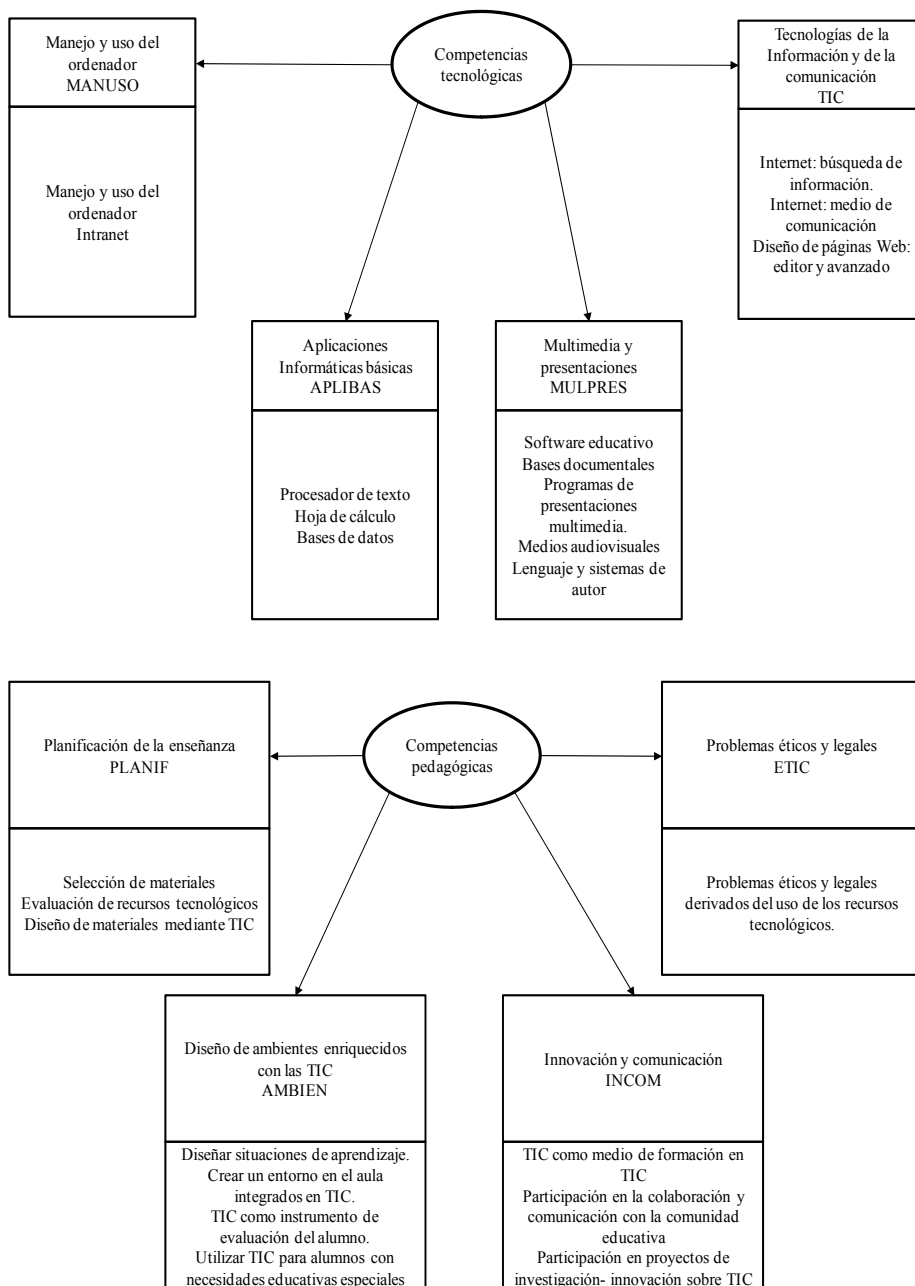 Competencias
tecnológicas
Manejo y uso del
ordenador
MANUSO
Manejo y uso del
ordenador
Intranet
Tecnologías de la
Información y de la
comunicación
TIC
Internet: búsqueda de
información.
Internet: medio de
comunicación
Diseño de páginas Web:
editor y avanzado
Aplicaciones
Informáticas básicas
APLIBAS
Procesador de texto
Hoja de cálculo
Bases de datos
Multimedia y
presentaciones
MULPRES
Software educativo
Bases documentales
Programas de
presentaciones
multimedia.
Medios audiovisuales
Lenguaje y sistemas de
autor
Competencias
pedagógicas
Planificación de la enseñanza
PLANIF
Selección de materiales
Evaluación de recursos tecnológicos
Diseño de materiales mediante TIC
Problemas éticos y legales
ETIC
Problemas éticos y legales
derivados del uso de los recursos
tecnológicos.
Diseño de ambientes enriquecidos
con las TIC
AMBIEN
Diseñar situaciones de aprendizaje.
Crear un entorno en el aula
integrados en TIC.
TIC como instrumento de
evaluación del alumno.
Utilizar TIC para alumnos con
necesidades educativas especiales
Innovación y comunicación
INCOM
TIC como medio de formación en
TIC
Participación en la colaboración y
comunicación con la comunidad
educativa
Participación en proyectos de
investigación- innovación sobre TIC